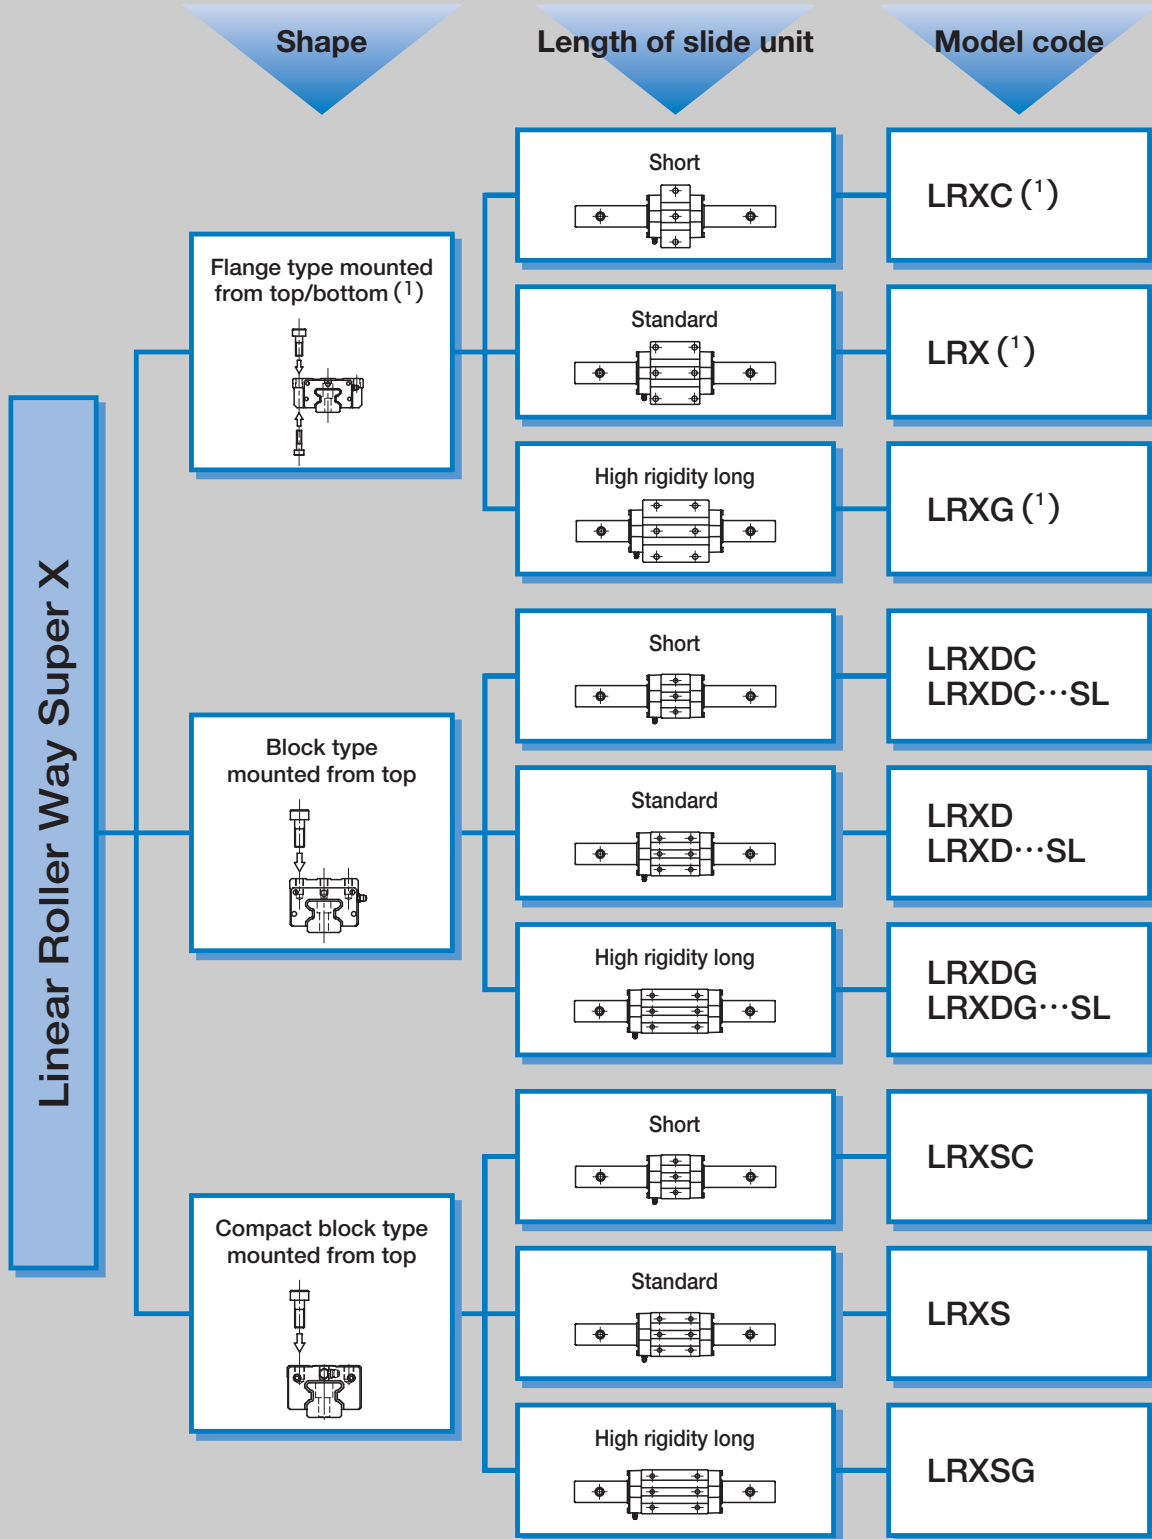 Shape
Length of slide unit
Model code
Linear Roller Way Super X
Flange type mounted
from top/bottom (1)
Short
LRXC (1)
Standard
LRX (1)
High rigidity long
LRXG (1)
Block type
mounted from top
Short
LRXDC
LRXDC···SL
Standard
LRXD
LRXD···SL
High rigidity long
LRXDG
LRXDG···SL
Compact block type
mounted from top
Short
LRXSC
Standard
LRXS
High rigidity long
LRXSG